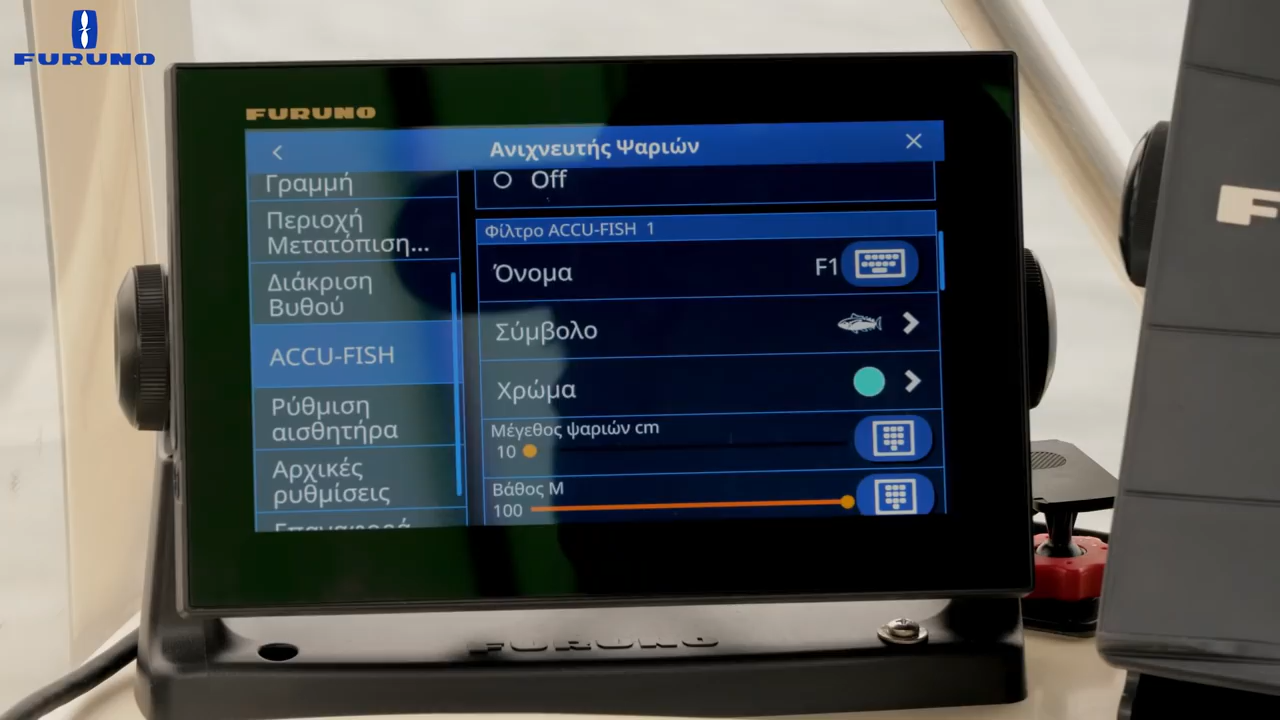 FURUNO
FURUNO
Ανιχνευτής Ψαριών
Γραμμή
Περιοχή
Μετατόπιση...
Διάκριση
Βυθού
ACCU-FISH
Ρύθμιση
αισθητήρα
Αρχικές
ρυθμίσεις
Επαναφορά
Off
Φίλτρο ACCU-FISH 1
Όνομα
F1
Σύμβολο
Χρώμα
Μέγεθος ψαριών cm
10
Βάθος Μ
100
FURUNO
F